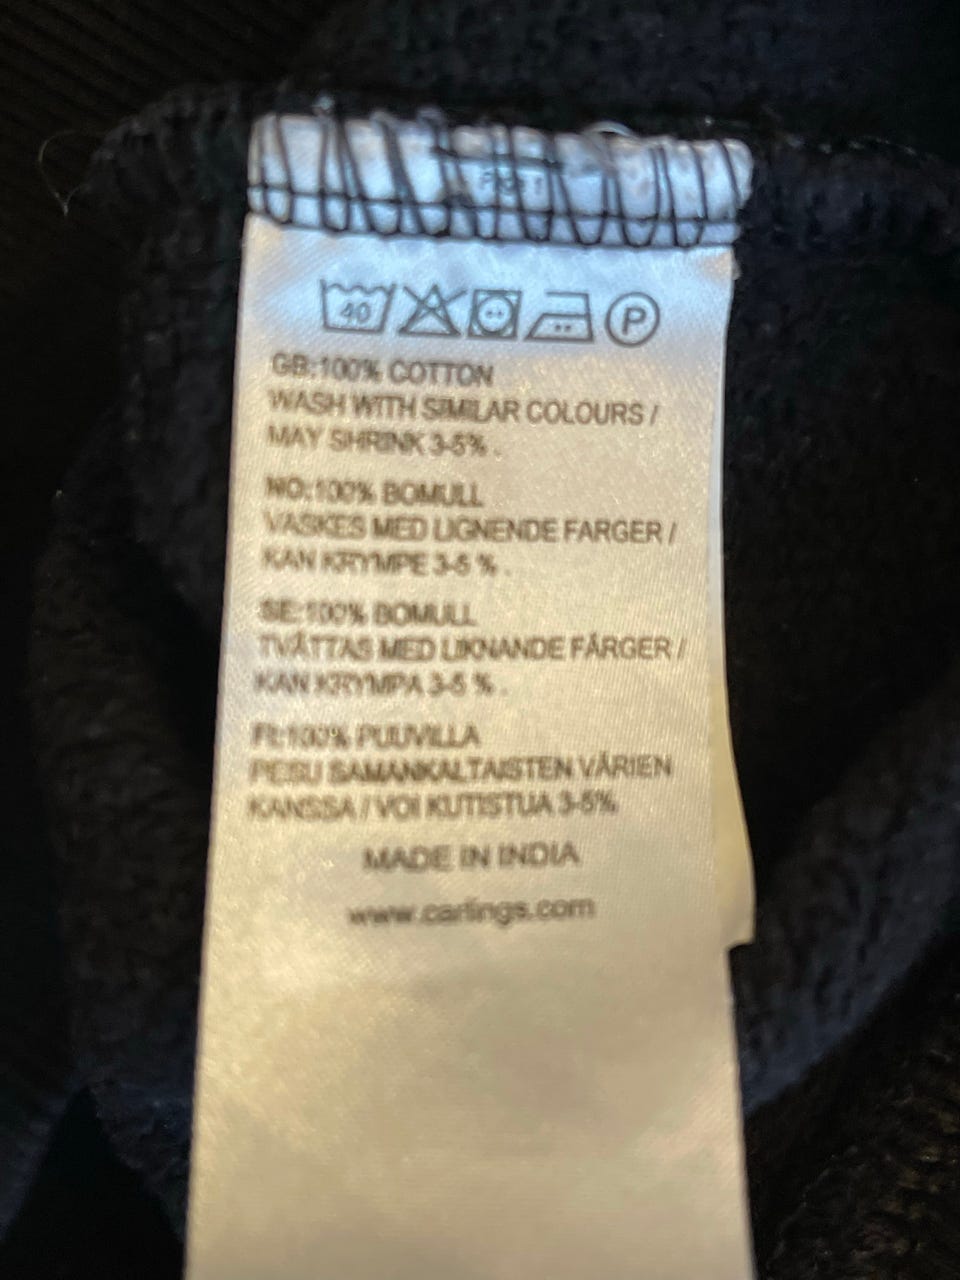 40 P
GB:100% COTTON
WASH WITH SIMILAR COLOURS /
MAY SHRINK 3-5% .
NO:100% BOMULL
VASKES MED LIGNENDE FARGER /
KAN KRYMPE 3-5 % .
SE:100% BOMULL
TVÄTTAS MED LIKNANDE FÄRGER /
KAN KRYMPA 3-5 % .
FI:100% PUUVILLA
PESU SAMANKALTAISTEN VÄRIEN
KANSSA / VOI KUTISTUA 3-5%
MADE IN INDIA
www.carlings.com